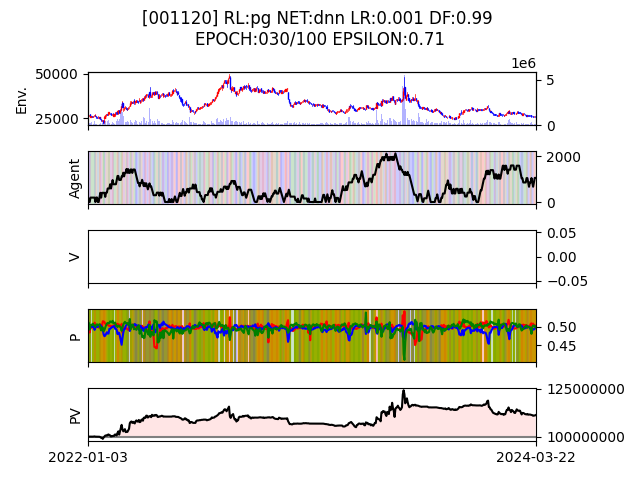 [001120] RL:pg NET:dnn LR:0.001 DF:0.99
EPOCH:030/100 EPSILON:0.71
1e6
Env.
50000
25000
5
0
Agent
2000
0
V
0.05
0.00
−0.05
P
0.50
0.45
PV
125000000
100000000
2022-01-03
2024-03-22